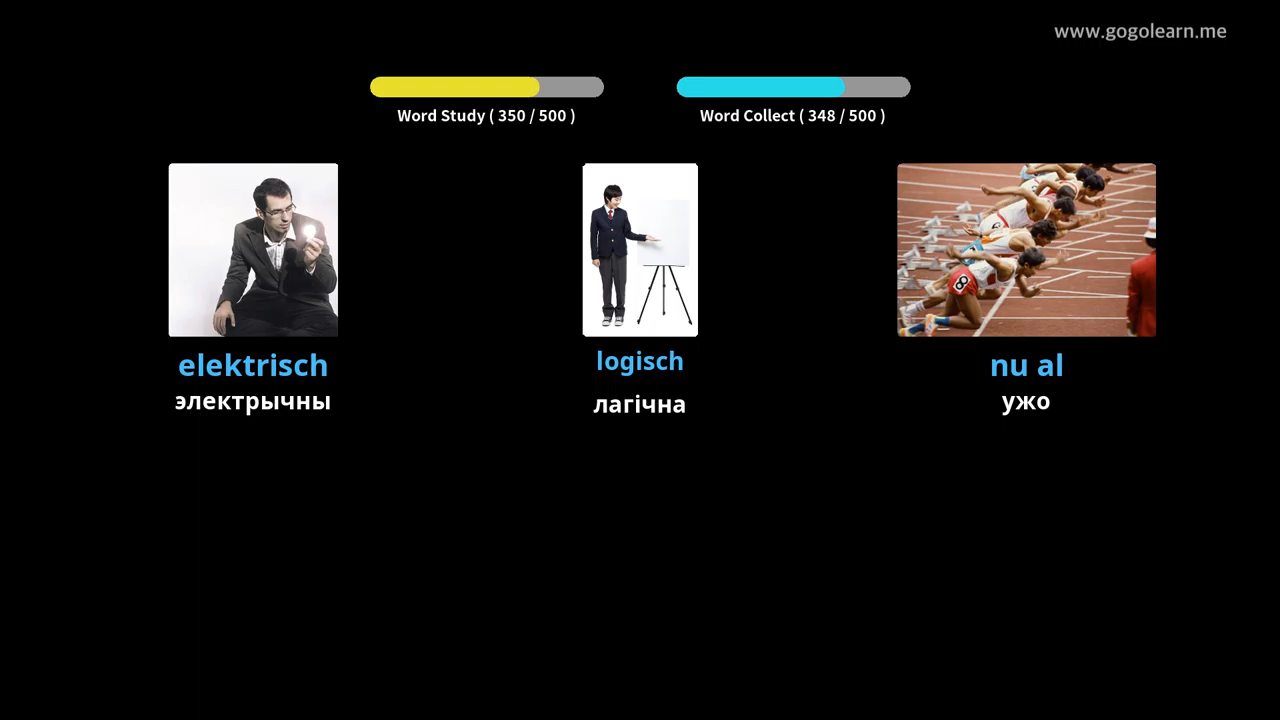 www.gogolearn.me
Word Study ( 350 / 500 )
Word Collect ( 348 / 500 )
elektrisch
электрычны
logisch
лагічна
nu al
ужо